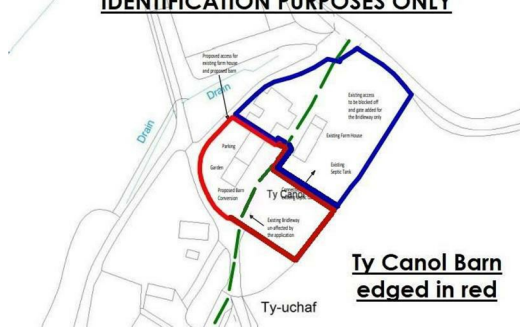 IDENTIFICATION PURPOSES ONLY
Proposed access for
existing farm house
and proposed barn
Drain
Drain
Existing access
to be blocked off
and gate added for
the Bridleway only
Existing Farm House
Parking
Garden
Existing
Septic Tank
Proposed Barn
Conversion
Ty Canol
Existing Bridleway
un-affected by
the application
Ty Canol Barn
edged in red
Ty-uchaf